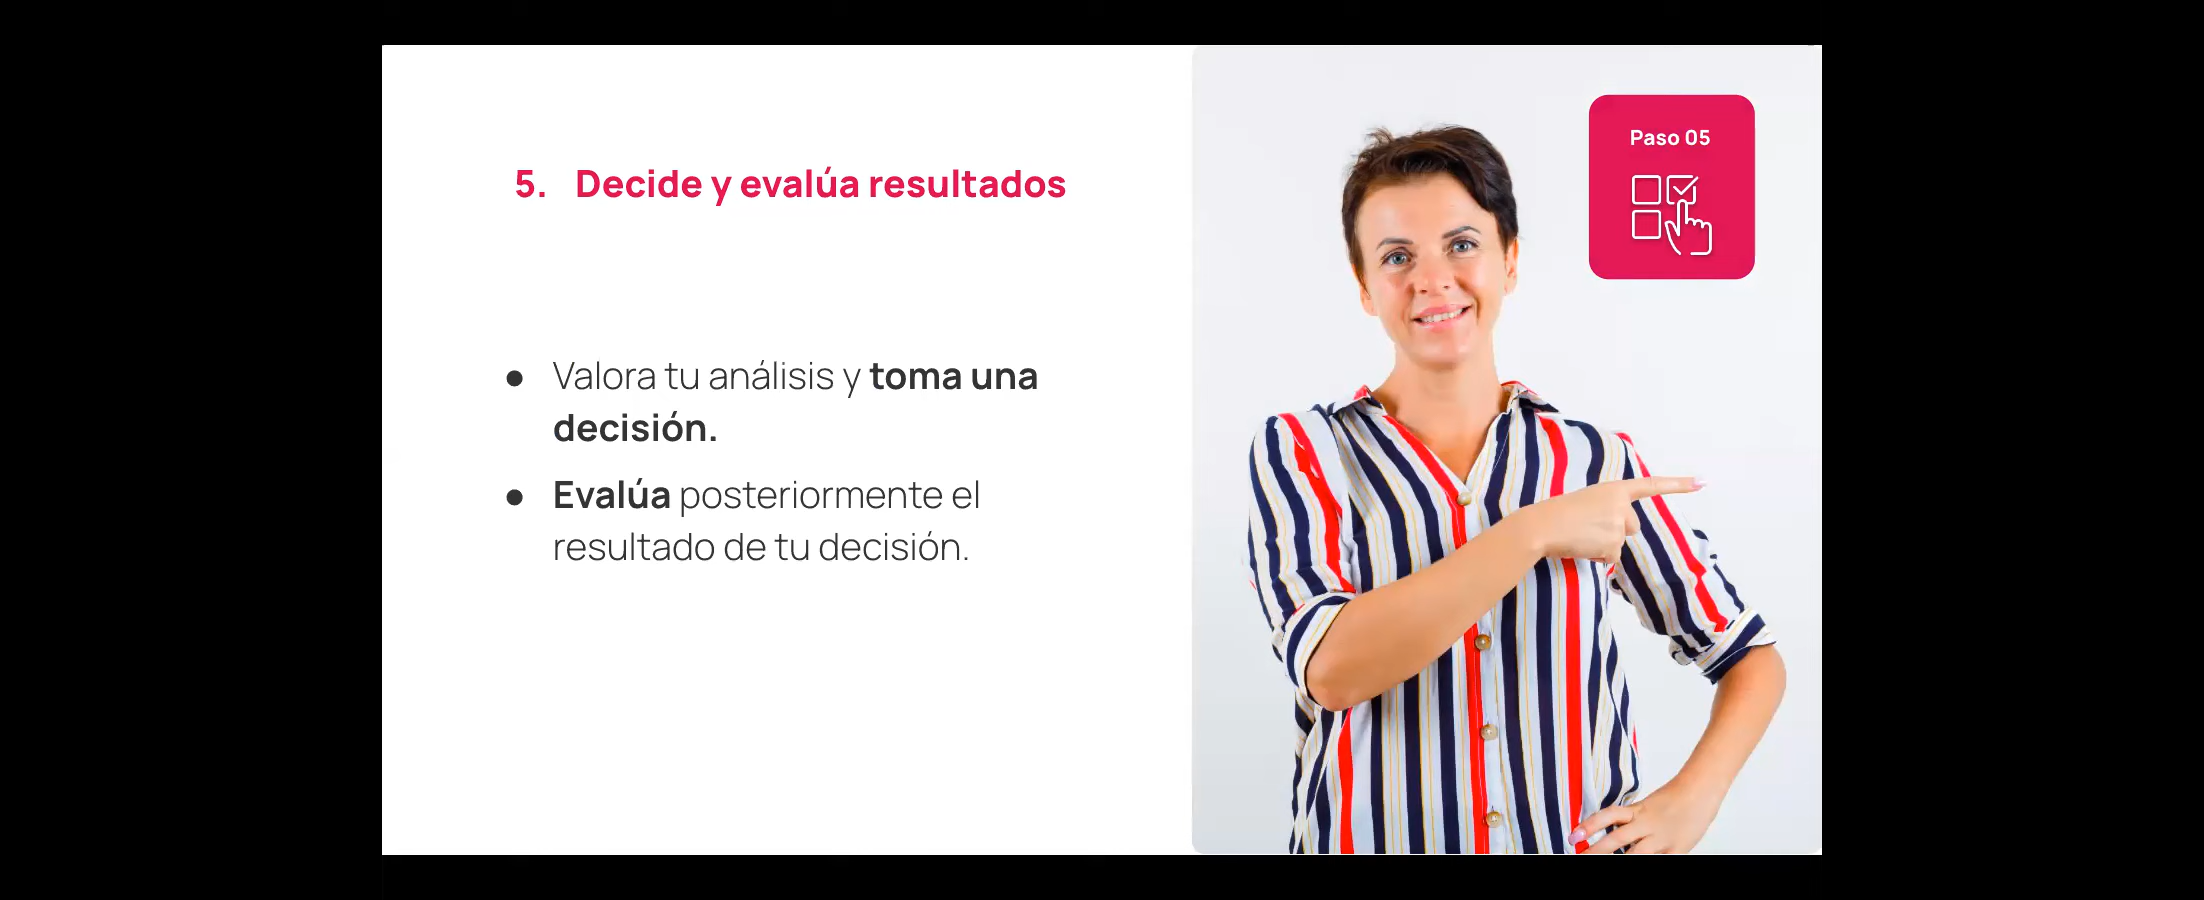 5. Decide y evalúa resultados
● Valora tu análisis y toma una
decisión.
● Evalúa posteriormente el
resultado de tu decisión.
Paso 05